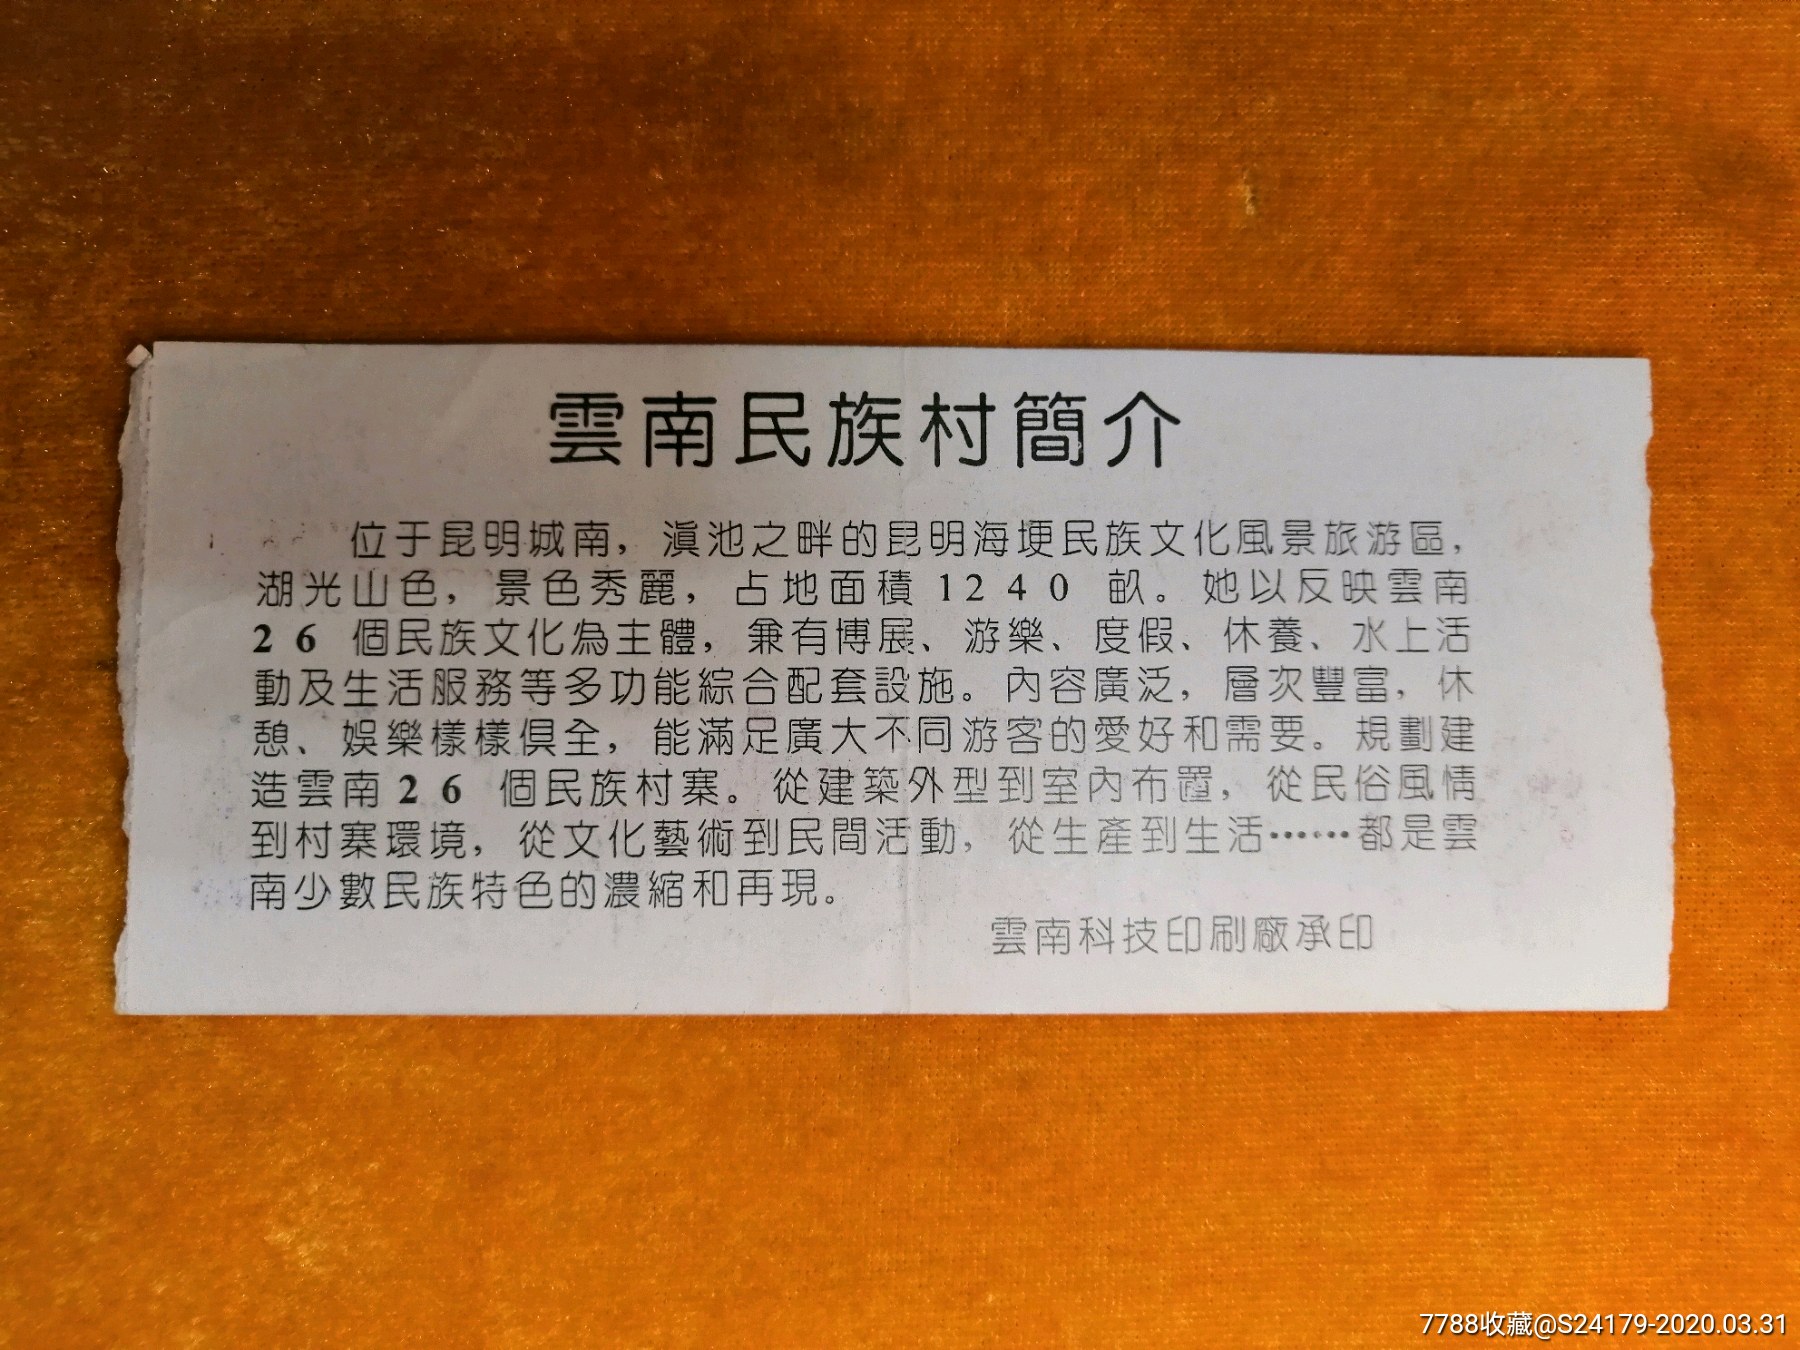 雲南民族村簡介
位于昆明城南，滇池之畔的昆明海埂民族文化風景旅游區，
湖光山色，景色秀麗，占地面積1240 畝。她以反映雲南
26 個民族文化為主體，兼有博展、游樂、度假、休養、水上活
動及生活服務等多功能綜合配套設施。內容廣泛，層次豐富，休
憩、娛樂樣樣俱全，能滿足廣大不同游客的愛好和需要。規劃建
造雲南26 個民族村寨。從建築外型到室內布置，從民俗風情
到村寨環境，從文化藝術到民間活動，從生產到生活……都是雲
南少數民族特色的濃縮和再現。
雲南科技印刷廠承印
7788收藏@S24179-2020.03.31